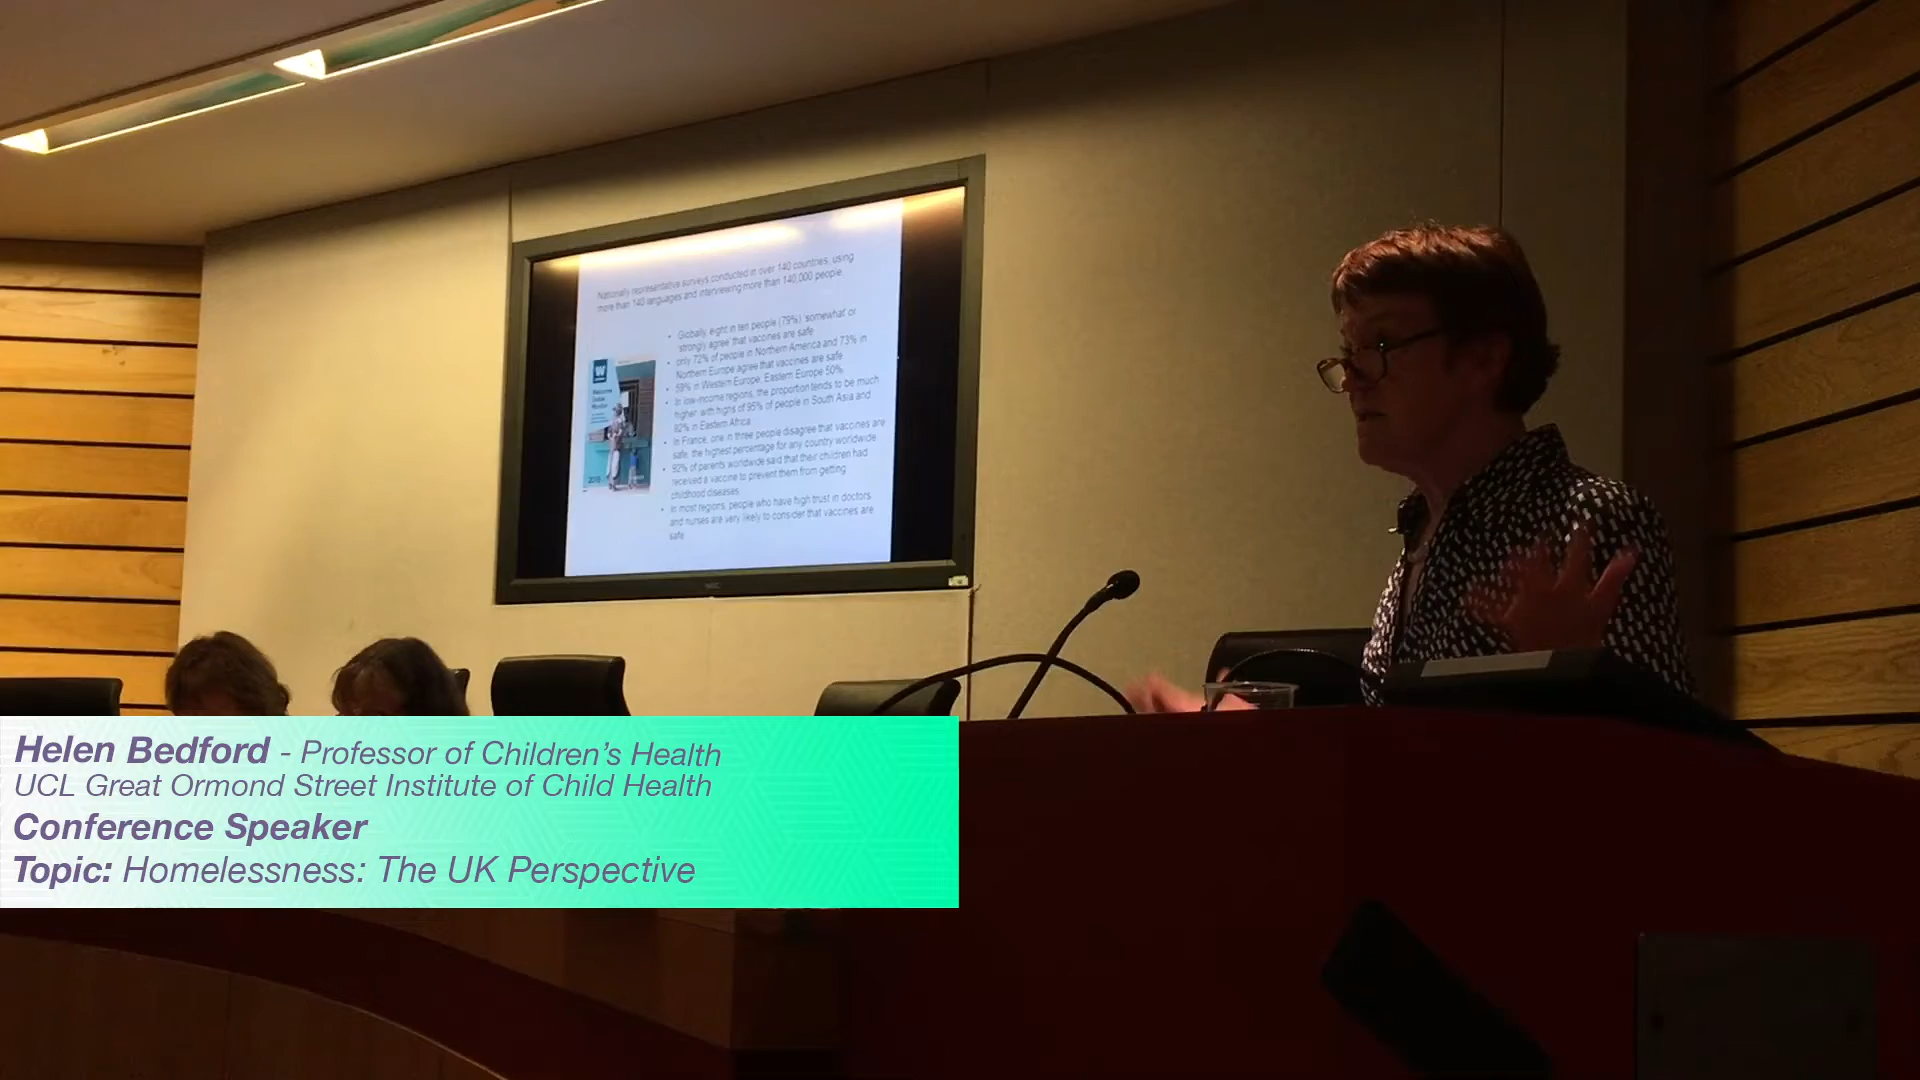 Nationally representative surveys conducted in over 140 countries, using
more than 140 languages and interviewing more than 140,000 people.
• Globally, eight in ten people (79%) 'somewhat' or
'strongly agree' that vaccines are safe
• only 72% of people in Northern America and 73% in
Northern Europe agree that vaccines are safe
• 59% in Western Europe, Eastern Europe 50%
• In low-income regions, the proportion tends to be much
higher, with highs of 95% of people in South Asia and
92% in Eastern Africa
• In France, one in three people disagree that vaccines are
safe, the highest percentage for any country worldwide
• 92% of parents worldwide said that their children had
received a vaccine to prevent them from getting
childhood diseases
• In most regions, people who have high trust in doctors
and nurses are very likely to consider that vaccines are
safe
W
Wellcome
Global
Monitor
2018
NEC
Helen Bedford - Professor of Children's Health
UCL Great Ormond Street Institute of Child Health
Conference Speaker
Topic: Homelessness: The UK Perspective